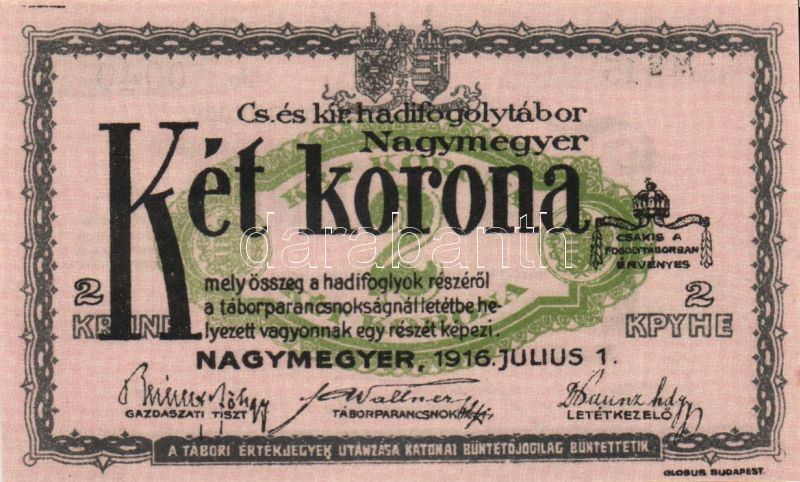 Cs.és kir.hadifogolytábor
Nagymegyer
Két korona
2
CSAKIS A
FOGOLYTÁBORBAN
ÉRVÉNYES
mely összeg a hadifoglyok részéről
a táborparancsnokságnál letétbe he-
lyezett vagyonnak egy részét képezi.
2
KRONE
2
КРУНЕ
NAGYMEGYER, 1916.JULIUS 1.
GAZDASZATI TISZT
TÁBORPARANCSNOK
LETÉTKEZELŐ
A TÁBORI ÉRTÉKJEGYEK UTÁNZÁSA KATONAI BÜNTETŐJOGILAG BÜNTETTETIK.
GLOBUS, BUDAPEST.
darabanth